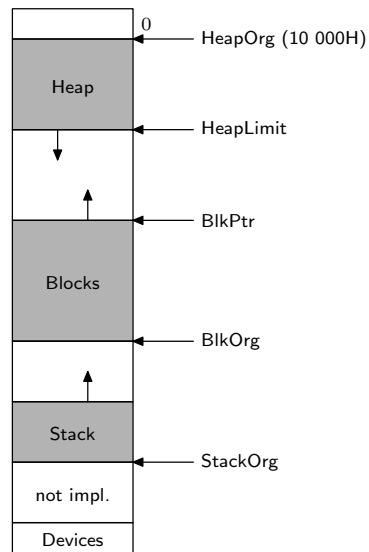 0
HeapOrg (10 000H)
Heap
HeapLimit
BlkPtr
Blocks
BlkOrg
Stack
StackOrg
not impl.
Devices